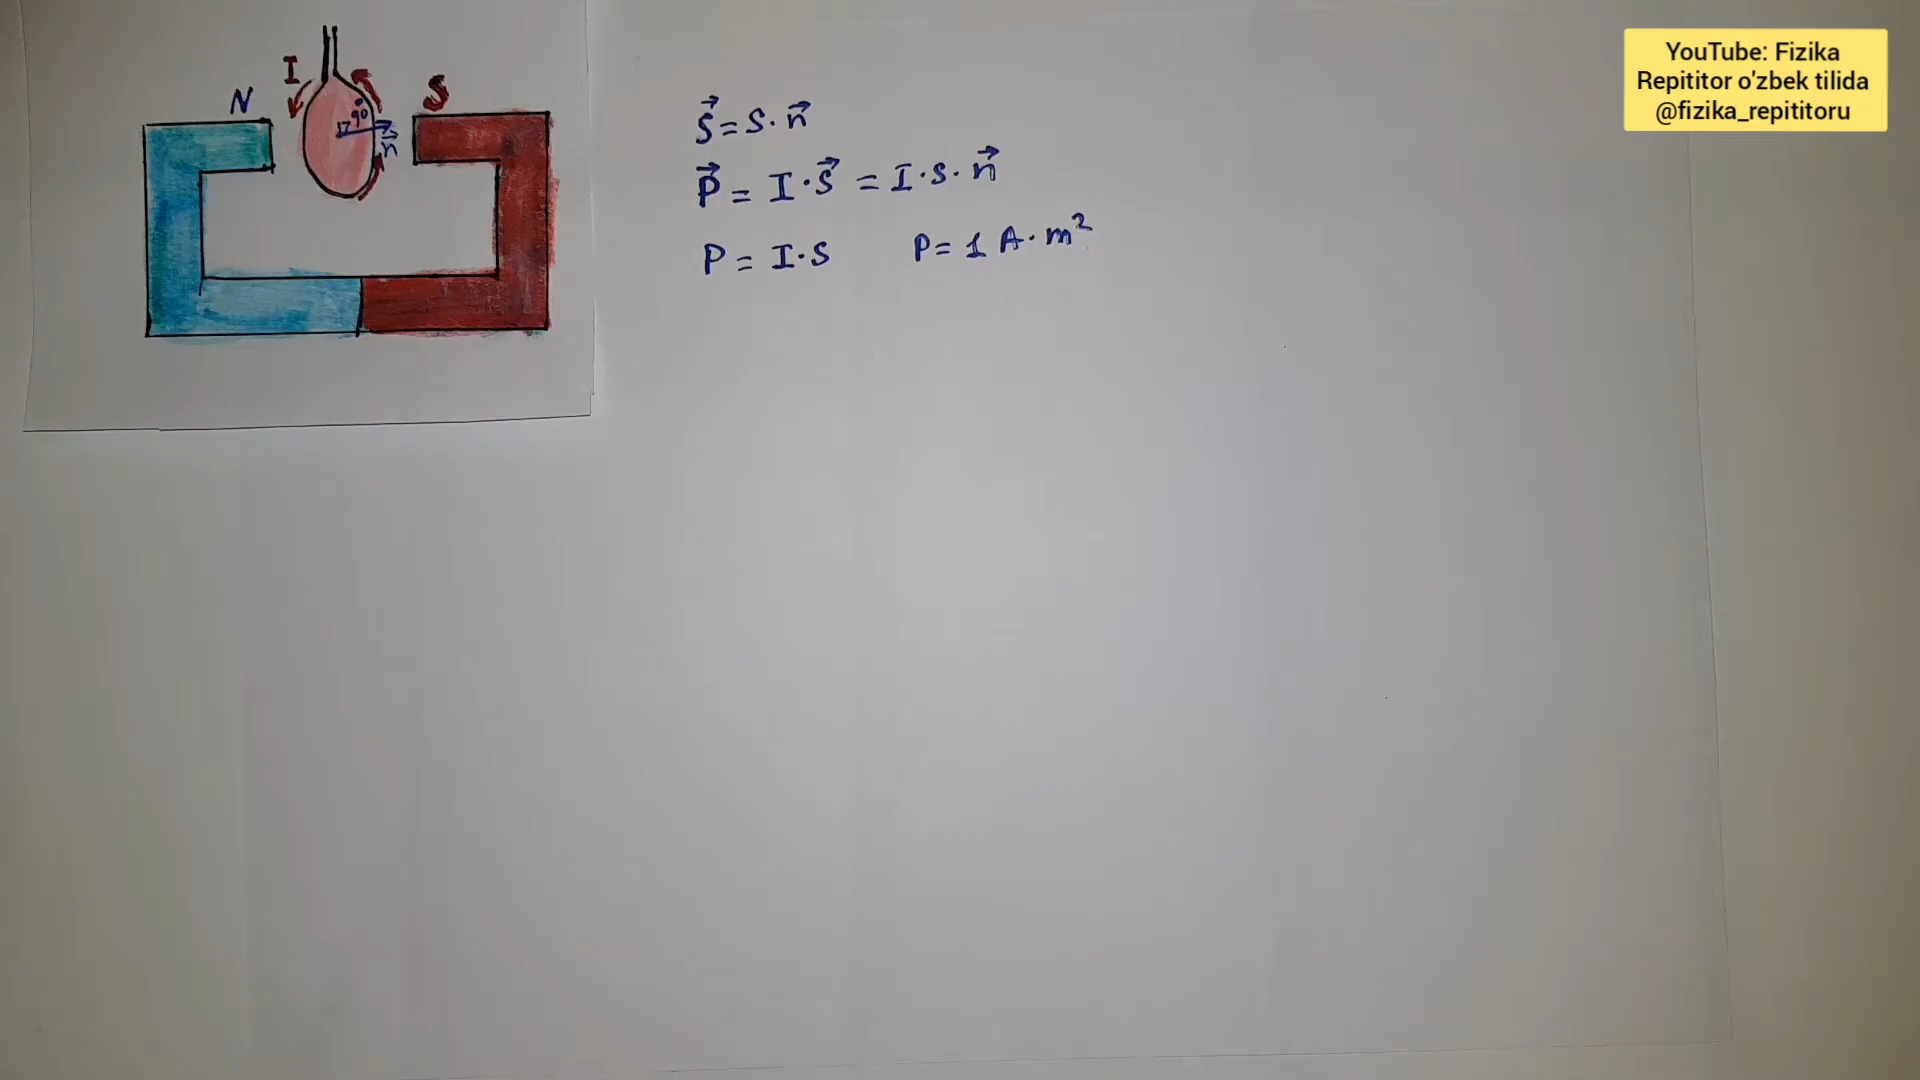 N
I
S
90°
n⃗
S⃗ = S · n⃗
P⃗ = I · S⃗ = I · S · n⃗
P = I · S P = 1 A · m²
YouTube: Fizika
Repititor o'zbek tilida
@fizika_repititoru